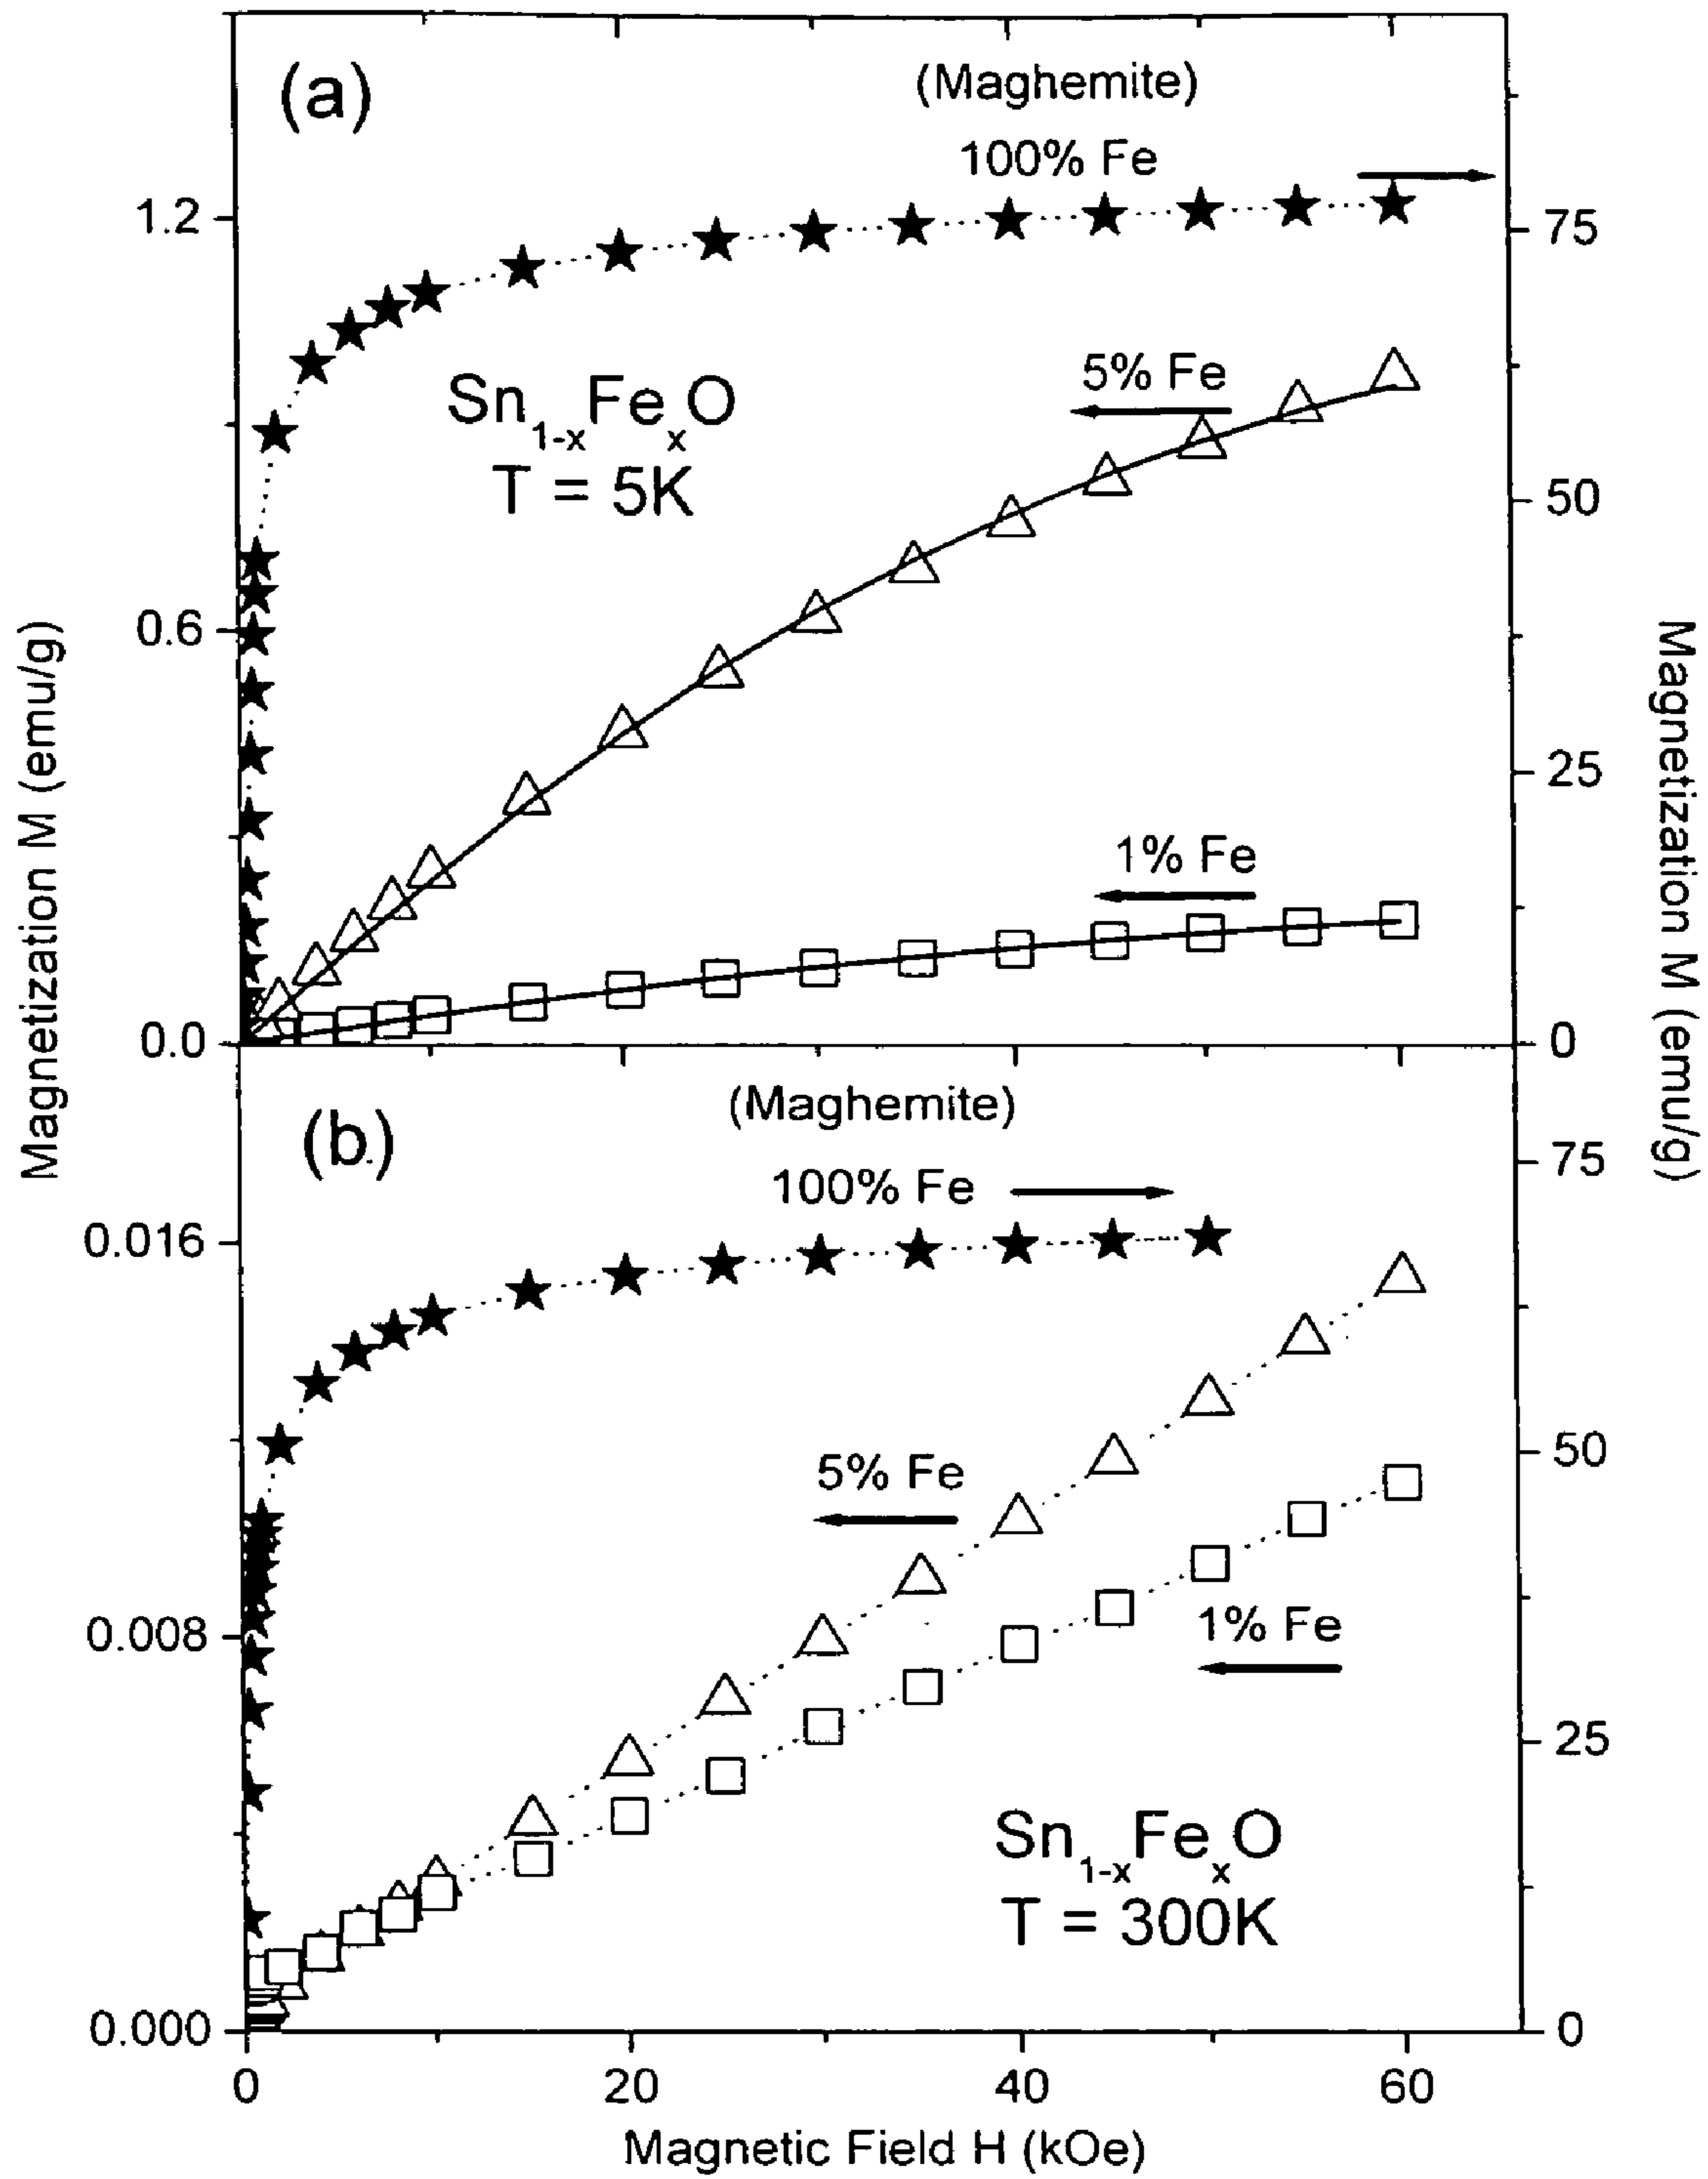 (a)
(Maghemite)
100% Fe
1.2
75
5% Fe
Sn1-xFexO
T = 5K
50
0.6
25
1% Fe
0.0
0
Magnetization M (emu/g)
Magnetization M (emu/g)
(b)
(Maghemite)
75
100% Fe
0.016
5% Fe
50
0.008
1% Fe
25
Sn1-xFexO
T = 300K
0.000
0
0
20
40
60
Magnetic Field H (kOe)